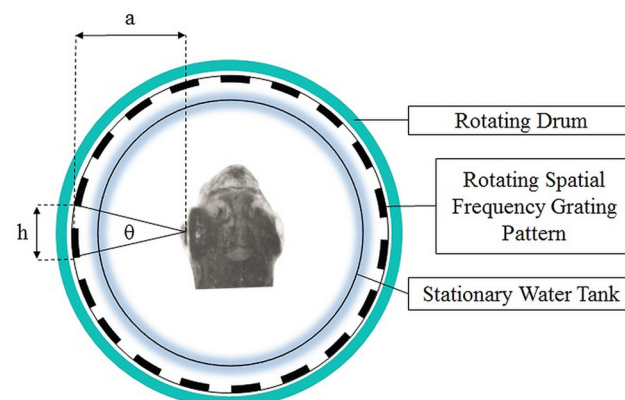 a
h
θ
Rotating Drum
Rotating Spatial
Frequency Grating
Pattern
Stationary Water Tank